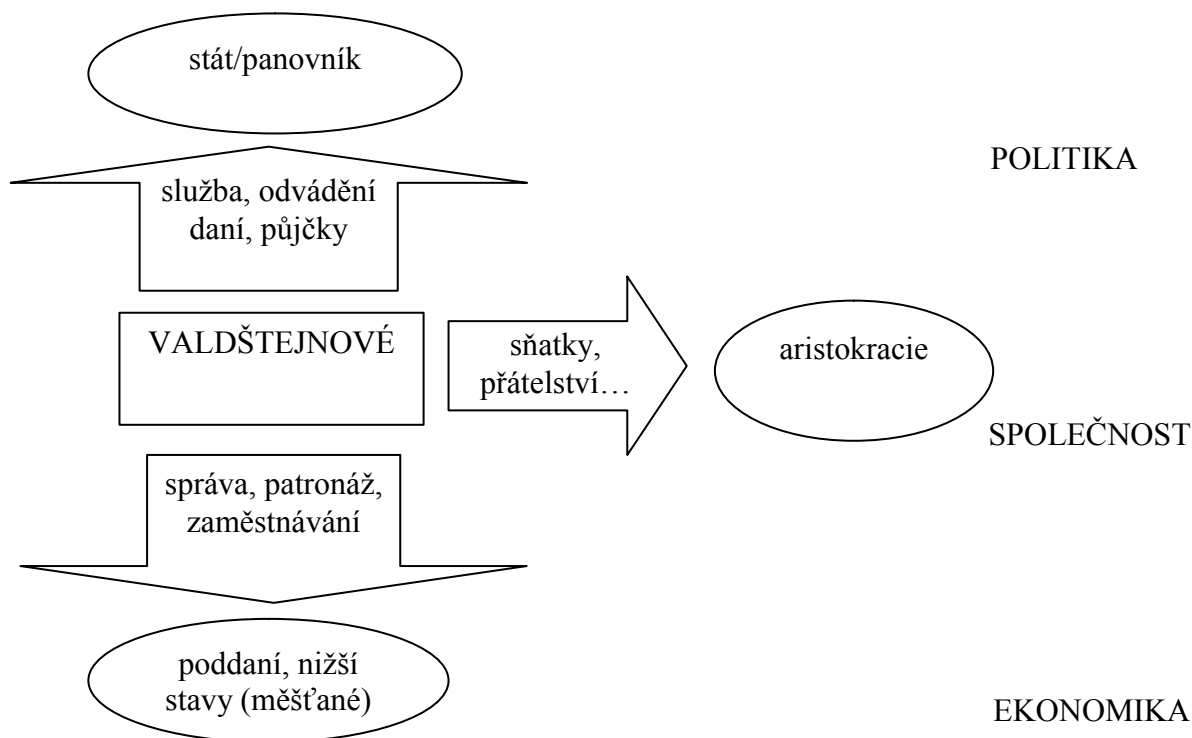 stát/panovník
POLITIKA
služba, odvádění
daní, půjčky
VALDŠTEJNOVÉ
sňatky,
přátelství…
aristokracie
SPOLEČNOST
správa, patronáž,
zaměstnávání
poddaní, nižší
stavy (měšťané)
EKONOMIKA